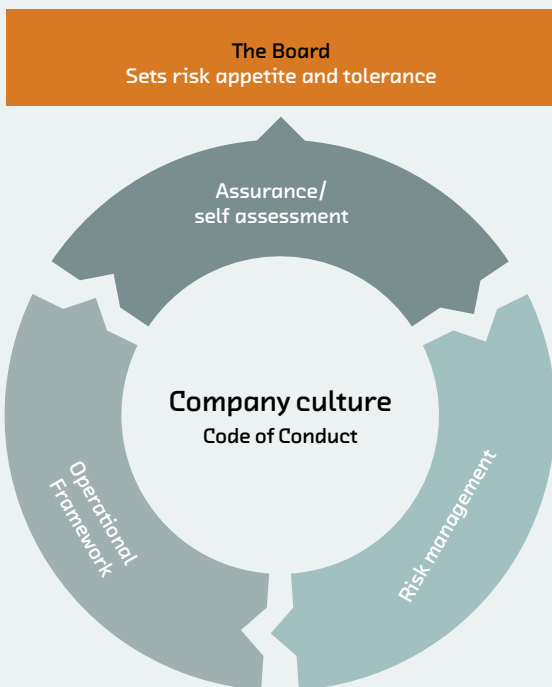 The Board
Sets risk appetite and tolerance
Assurance/
self assessment
Company culture
Code of Conduct
Operational
Framework
Risk management